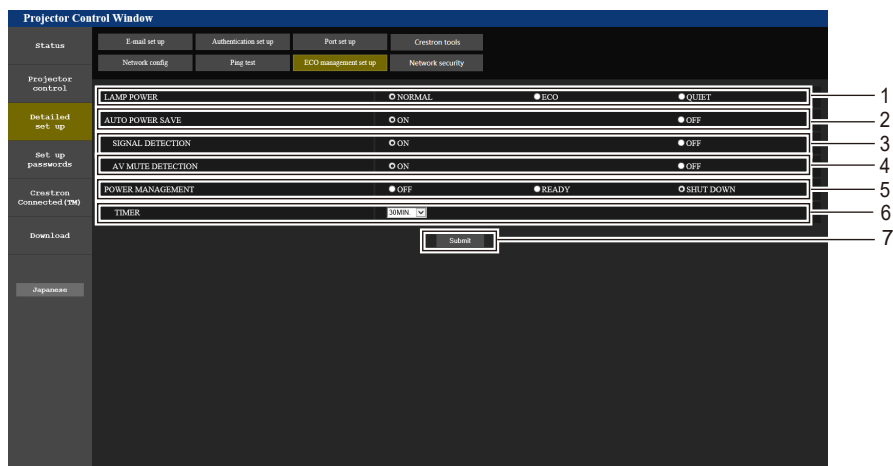 Projector Control Window
Status
E-mail set up
Authentication set up
Port set up
Crestron tools
Network config
Ping test
ECO management set up
Network security
Projector
control
Detailed
set up
Set up
passwords
Crestron
Connected(TM)
Download
Japanese
LAMP POWER NORMAL ECO QUIET 1
AUTO POWER SAVE ON OFF 2
SIGNAL DETECTION ON OFF 3
AV MUTE DETECTION ON OFF 4
POWER MANAGEMENT OFF READY SHUT DOWN 5
TIMER 30MIN. 6
Submit 7